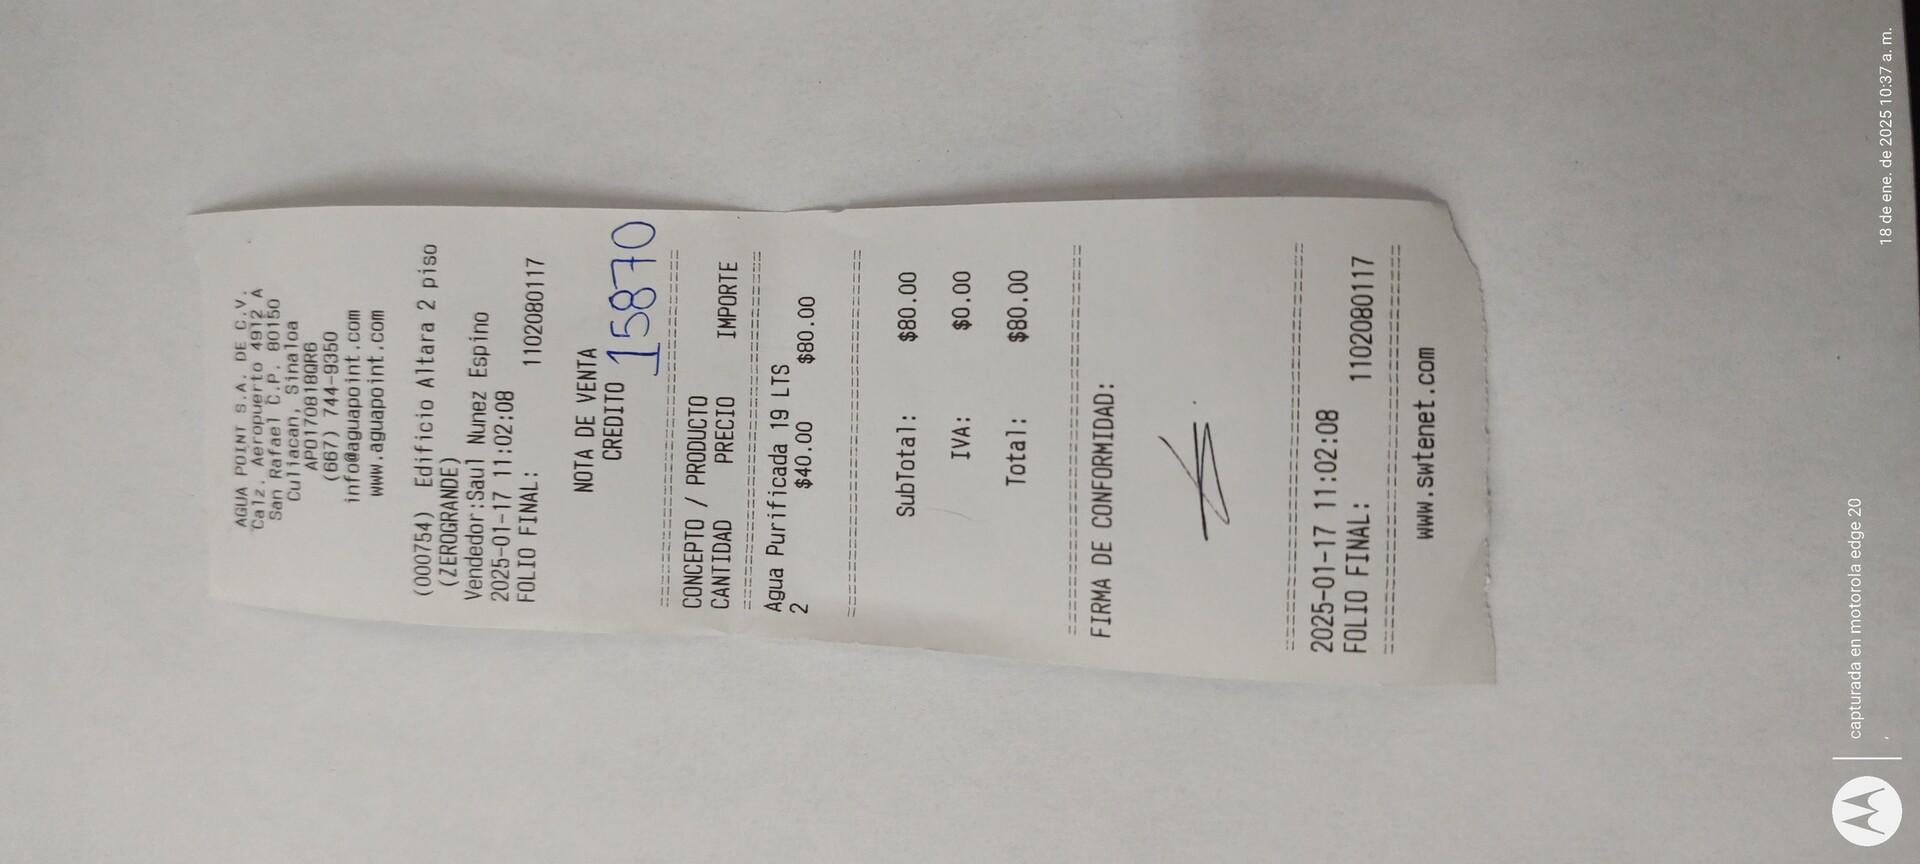 AGUA POINT S.A. DE C.V.
Calz. Aeropuerto 4912 A
San Rafael C.P. 80150
Culiacan, Sinaloa
APO170818QR6
(667) 744-9350
info@aguapoint.com
www.aguapoint.com
(000754) Edificio Altara 2 piso
(ZEROGRANDE)
Vendedor:Saul Nunez Espino
2025-01-17 11:02:08
FOLIO FINAL: 1102080117
NOTA DE VENTA
CREDITO
15870
CONCEPTO / PRODUCTO
CANTIDAD PRECIO IMPORTE
Agua Purificada 19 LTS
2 $40.00 $80.00
SubTotal: $80.00
IVA: $0.00
Total: $80.00
FIRMA DE CONFORMIDAD:
2025-01-17 11:02:08
FOLIO FINAL: 1102080117
www.swtenet.com
capturada en motorola edge 20
18 de ene. de 2025 10:37 a. m.